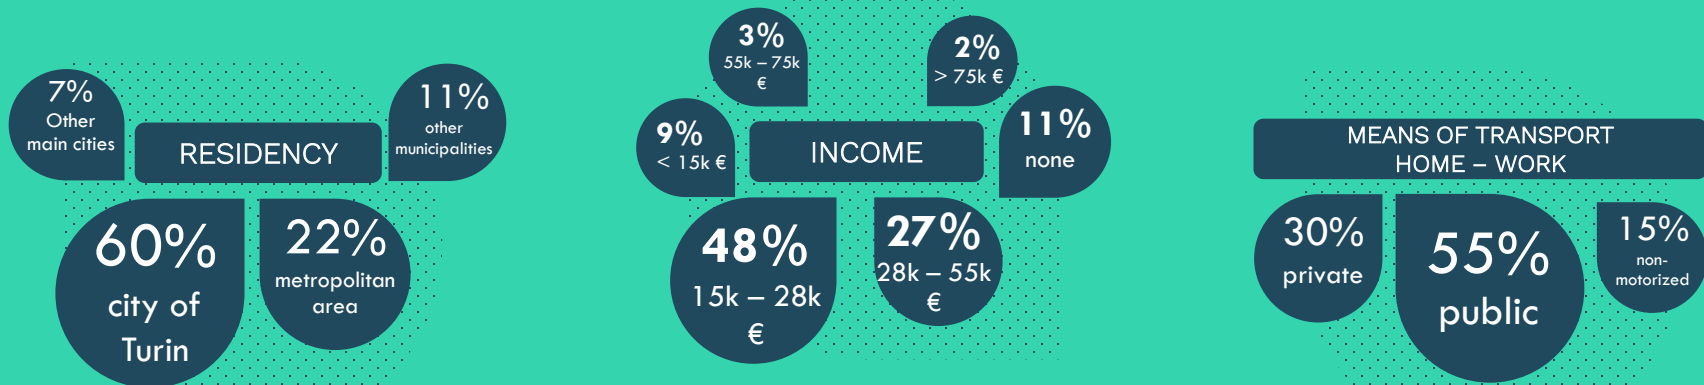 7%
Other
main cities
RESIDENCY
11%
other
municipalities
60%
city of
Turin
22%
metropolitan
area
3%
55k – 75k
€
2%
> 75k €
9%
< 15k €
INCOME
11%
none
48%
15k – 28k
€
27%
28k – 55k
€
MEANS OF TRANSPORT
HOME – WORK
30%
private
55%
public
15%
non-
motorized